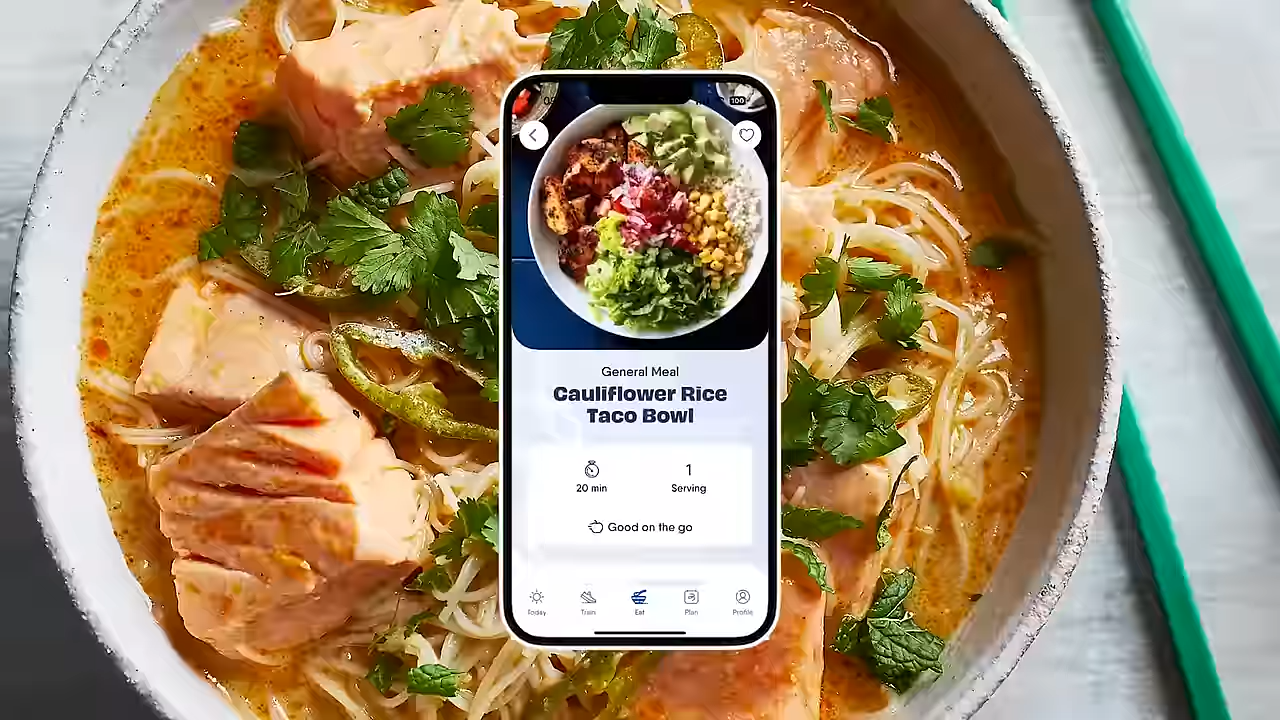 100
General Meal
Cauliflower Rice
Taco Bowl
20 min
1
Serving
Good on the go
Today
Train
Eat
Plan
Profile